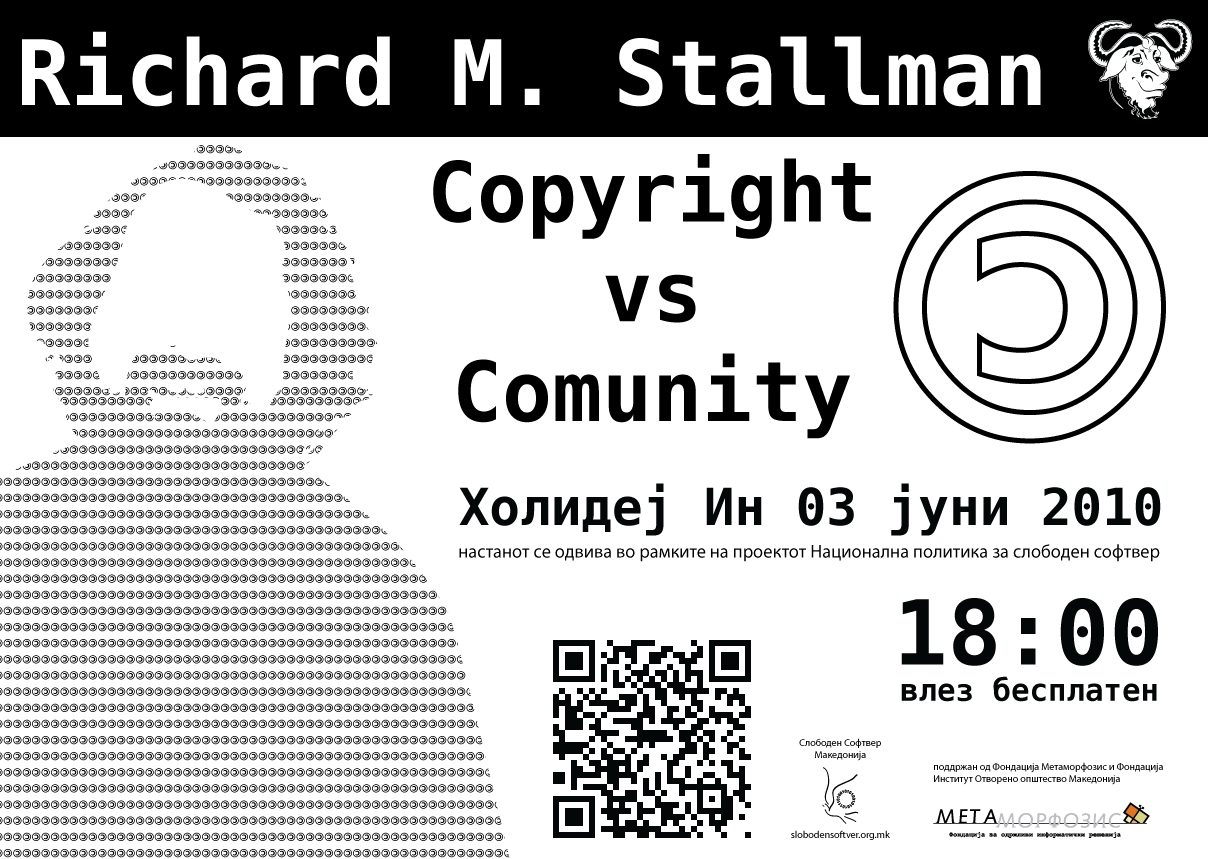 Richard M. Stallman
Copyright
vs
Comunity
Холидеј Ин 03 јуни 2010
настанот се одвива во рамките на проектот Национална политика за слободен софтвер
18:00
влез бесплатен
Слободен Софтвер
Македонија
slobodensoftver.org.mk
поддржан од Фондација Метаморфозис и Фондација
Институт Отворено општество Македонија
МЕТАМОРФОЗИС
Фондација за одржливи информатички решенија